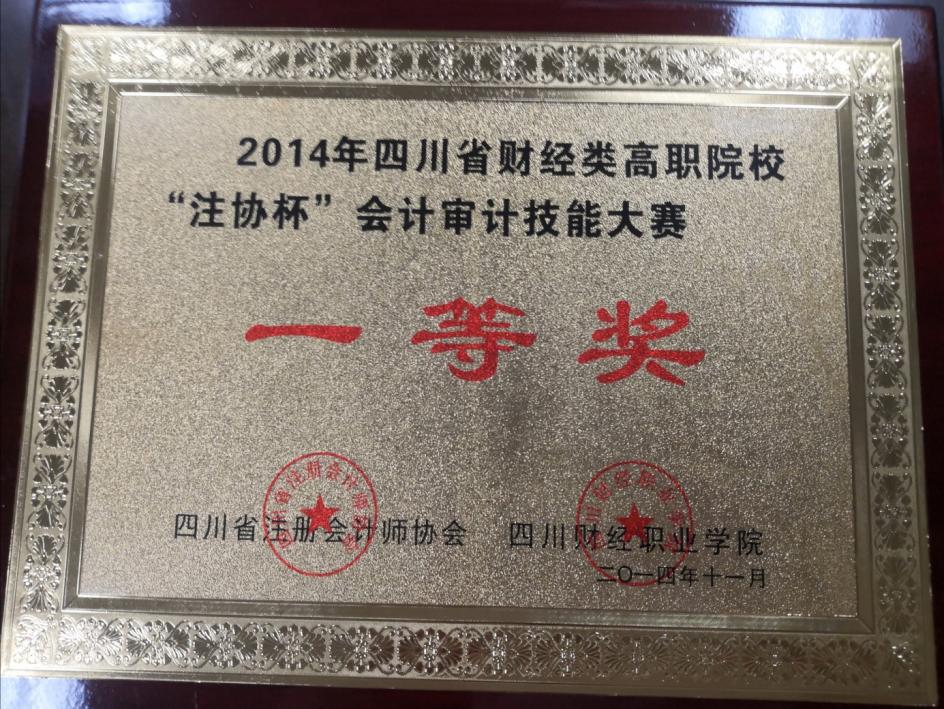 2014年四川省财经类高职院校
“注协杯”会计审计技能大赛
一等奖
四川省注册会计师协会 四川财经职业学院
二〇一四年十一月